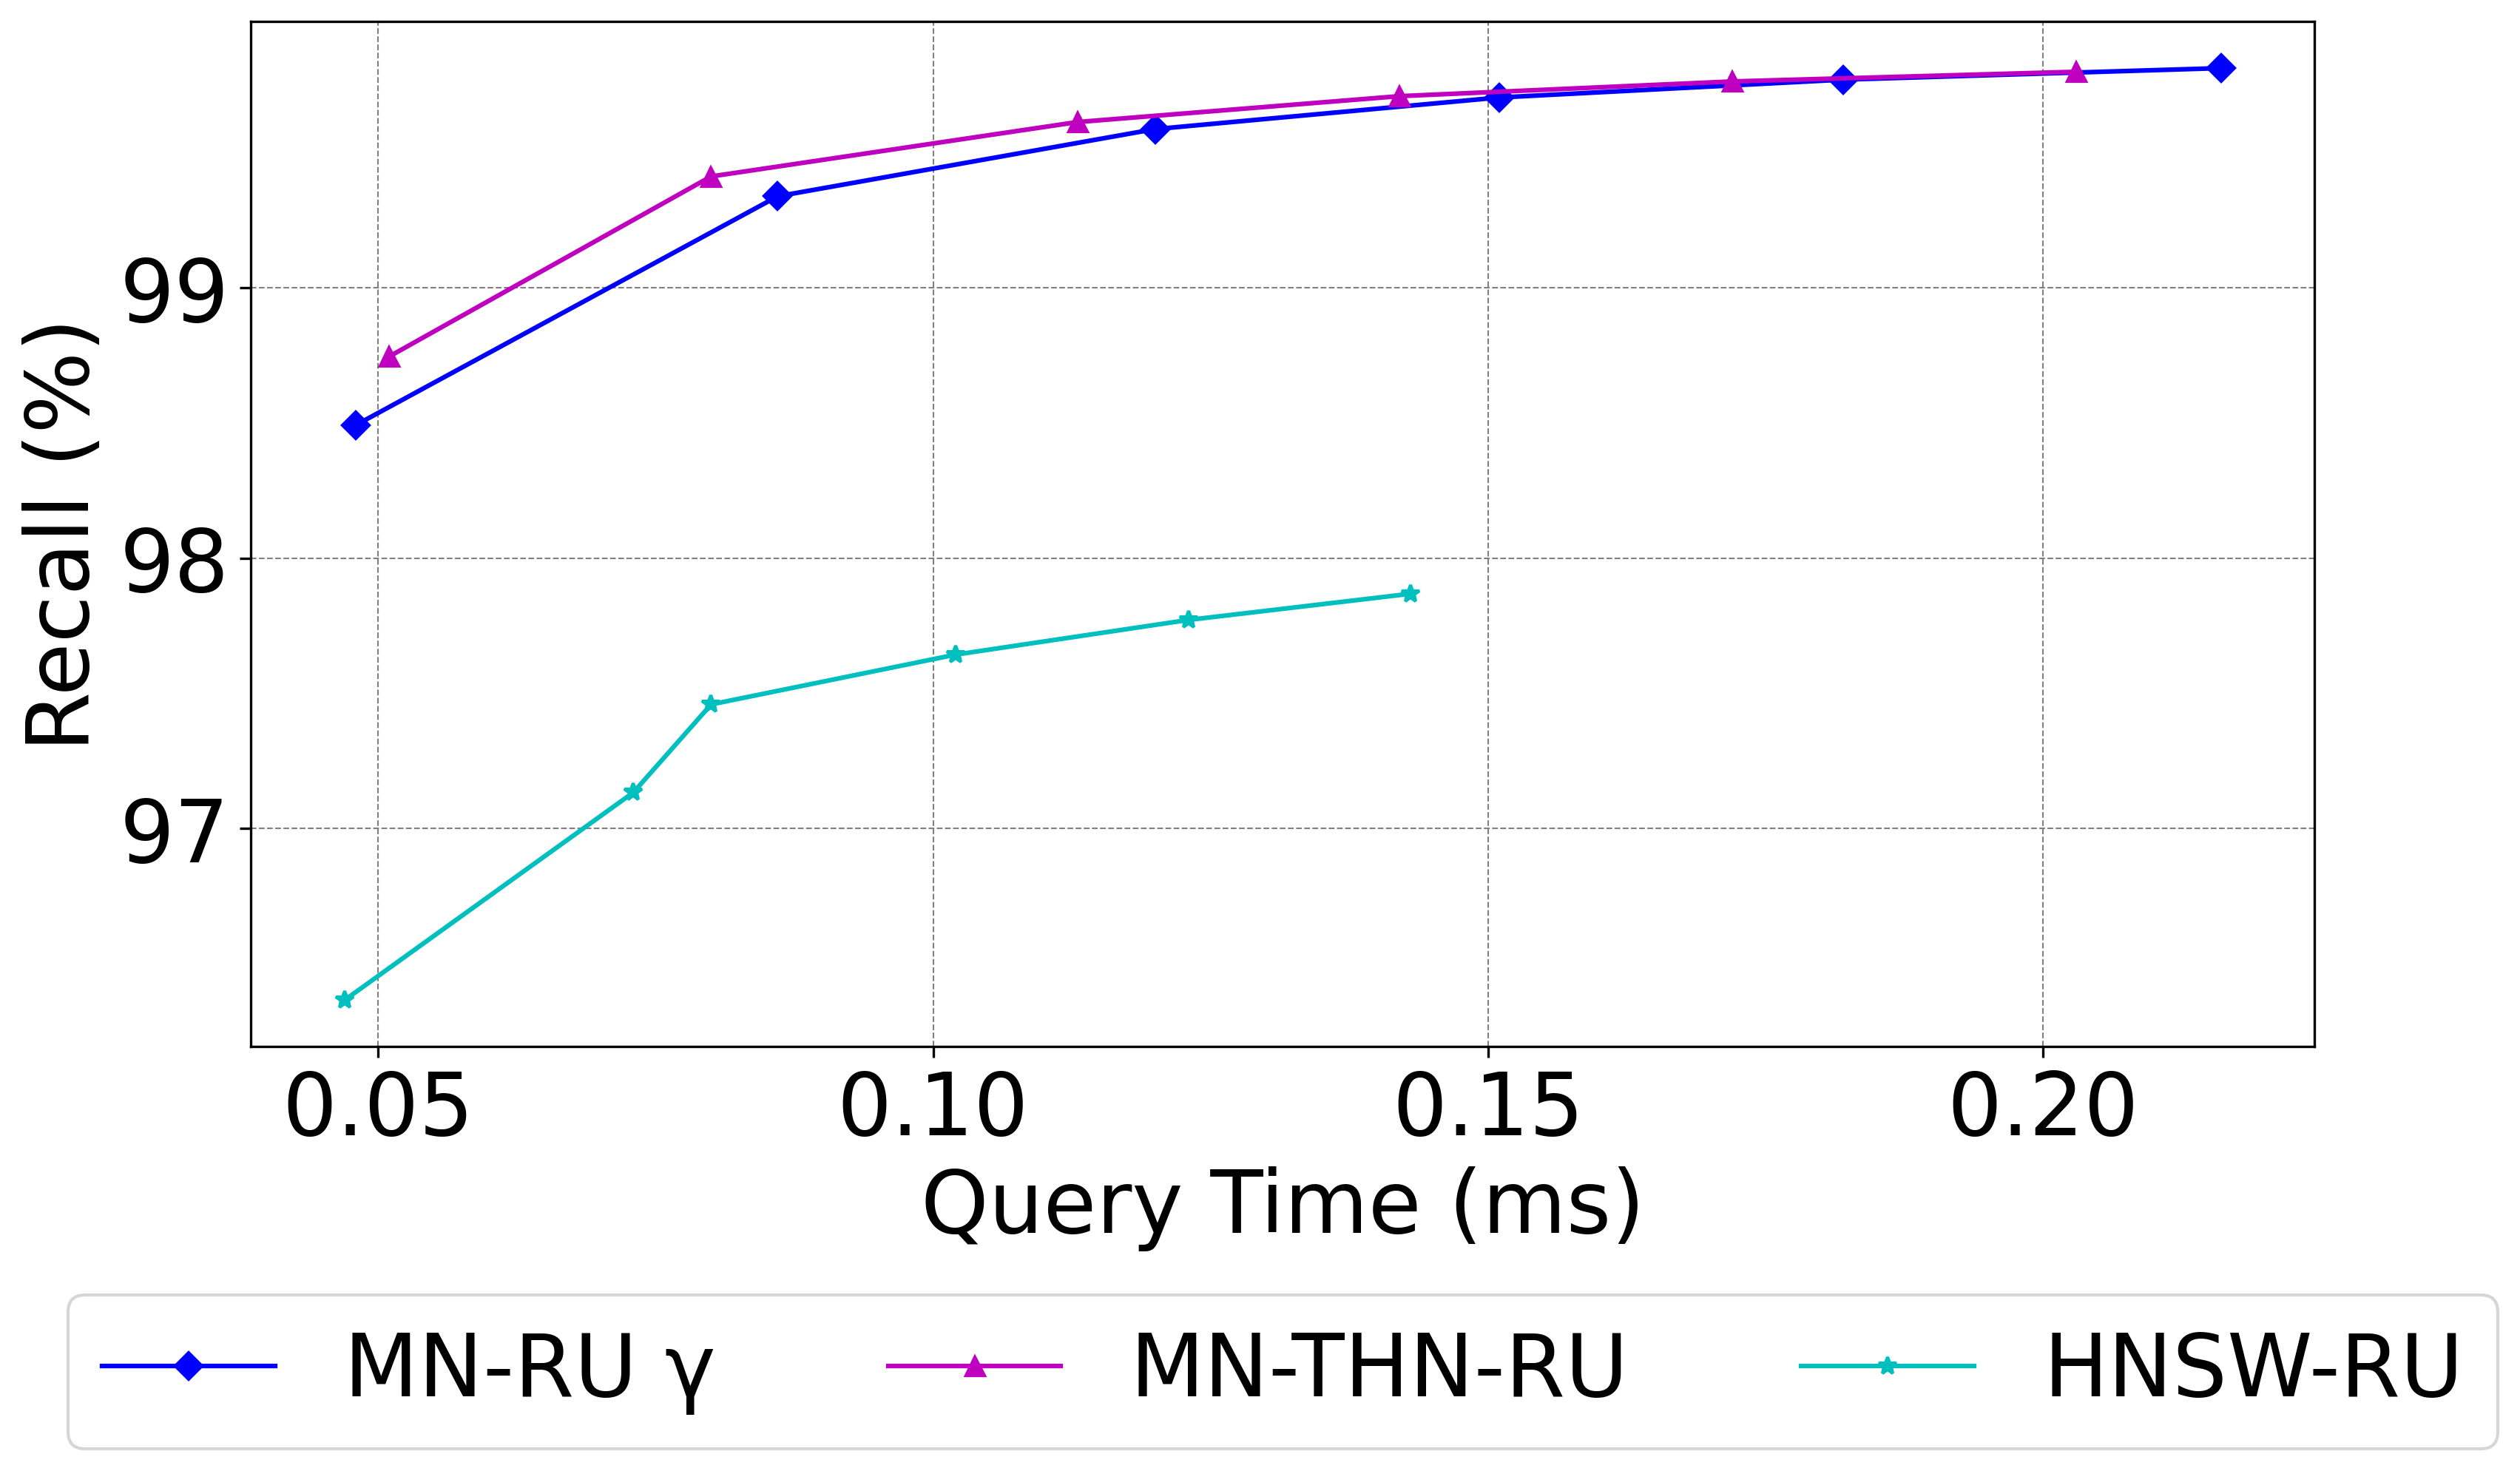 99
98
97
Recall (%)
0.05 0.10 0.15 0.20
Query Time (ms)
MN-RU γ MN-THN-RU HNSW-RU